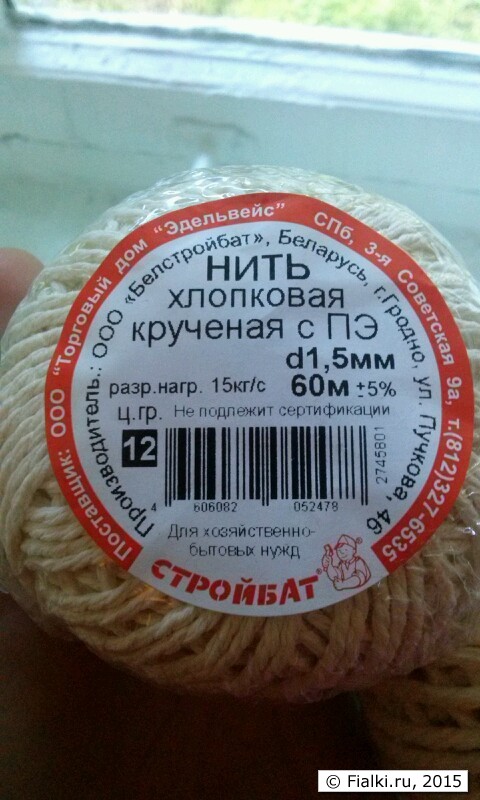 Поставщик: ООО "Торговый дом "Эдельвейс" СПб, 3-я Советская 9а, т.(812)327-6535
Производитель.: ООО «Белстройбат», Беларусь, г.Гродно, ул. Пучкова, 46
НИТЬ
хлопковая
крученая с ПЭ
d1,5мм
разр.нагр. 15кг/с 60м ±5%
ц.гр. Не подлежит сертификации
12
2745801
4 606082 052478
Для хозяйственно-
бытовых нужд
СТРОЙБАТ®
© Fialki.ru, 2015